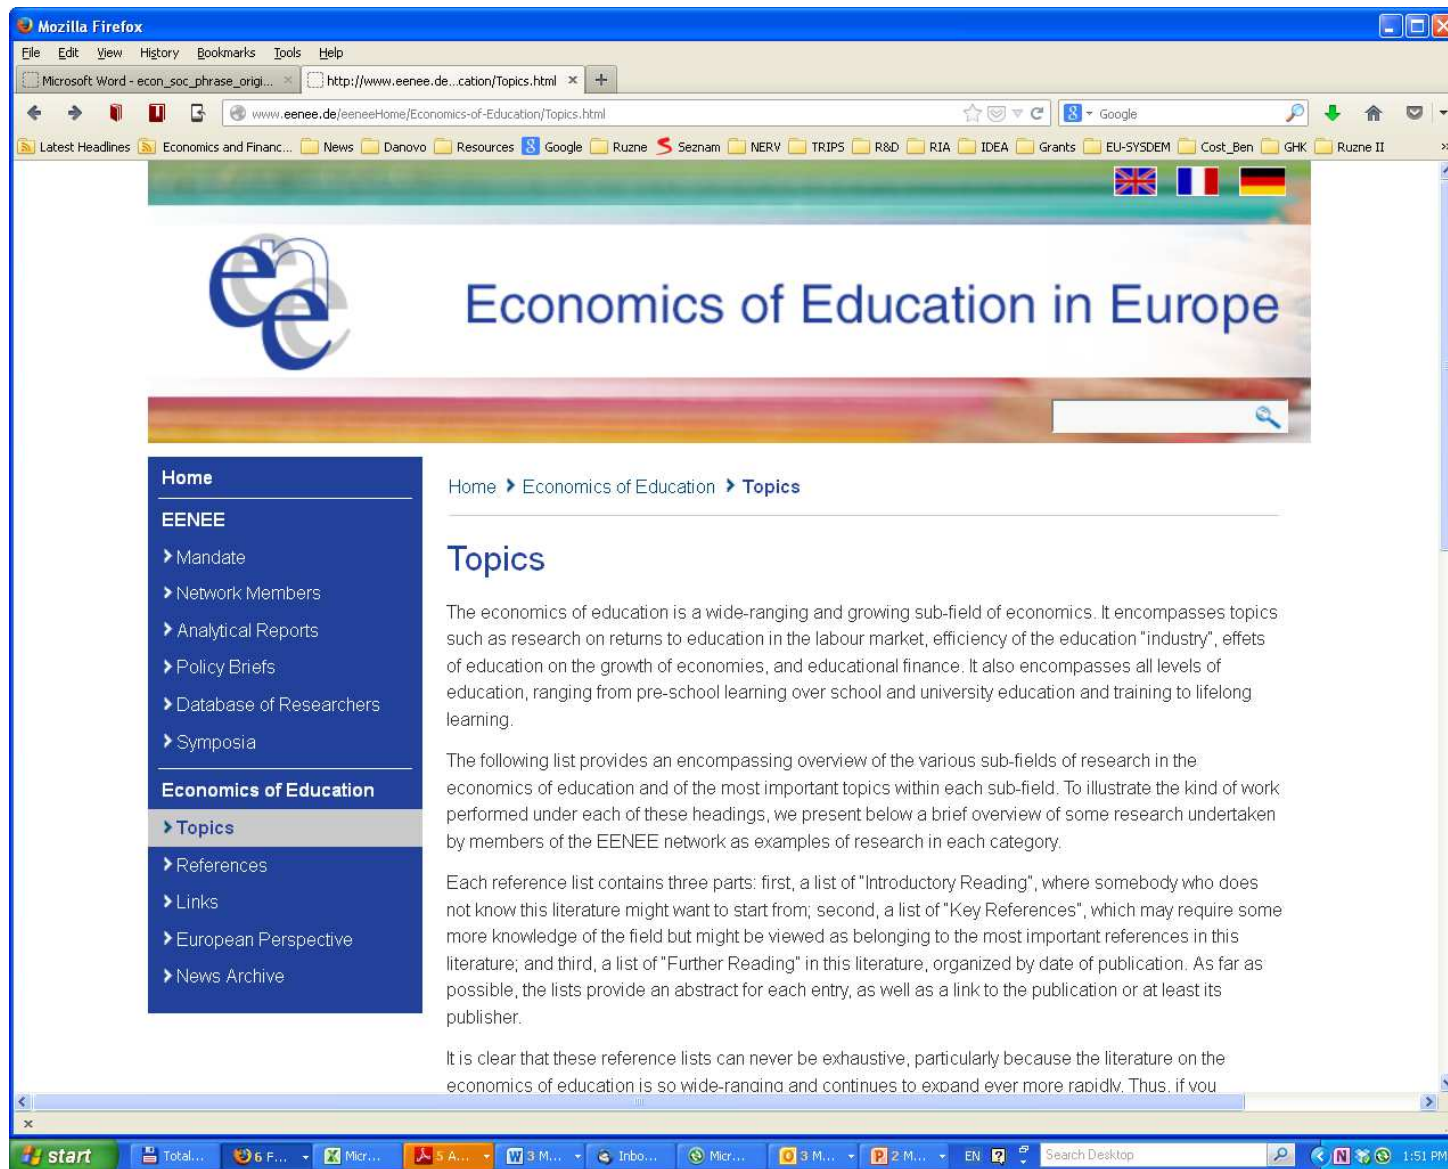 Mozilla Firefox
File Edit View History Bookmarks Tools Help
Microsoft Word - econ_soc_phrase_origi... × http://www.eenee.de...cation/Topics.html × +
www.eenee.de/eeneeHome/Economics-of-Education/Topics.html Google
Latest Headlines Economics and Financ... News Danovo Resources Google Ruzne Seznam NERV TRIPS R&D RIA IDEA Grants EU-SYSDEM Cost_Ben GHK Ruzne II »
Economics of Education in Europe
Home
EENEE
Mandate
Network Members
Analytical Reports
Policy Briefs
Database of Researchers
Symposia
Economics of Education
Topics
References
Links
European Perspective
News Archive
Home > Economics of Education > Topics
Topics
The economics of education is a wide-ranging and growing sub-field of economics. It encompasses topics
such as research on returns to education in the labour market, efficiency of the education "industry", effets
of education on the growth of economies, and educational finance. It also encompasses all levels of
education, ranging from pre-school learning over school and university education and training to lifelong
learning.
The following list provides an encompassing overview of the various sub-fields of research in the
economics of education and of the most important topics within each sub-field. To illustrate the kind of work
performed under each of these headings, we present below a brief overview of some research undertaken
by members of the EENEE network as examples of research in each category.
Each reference list contains three parts: first, a list of "Introductory Reading", where somebody who does
not know this literature might want to start from; second, a list of "Key References", which may require some
more knowledge of the field but might be viewed as belonging to the most important references in this
literature; and third, a list of "Further Reading" in this literature, organized by date of publication. As far as
possible, the lists provide an abstract for each entry, as well as a link to the publication or at least its
publisher.
It is clear that these reference lists can never be exhaustive, particularly because the literature on the
economics of education is so wide-ranging and continues to expand ever more rapidly. Thus, if you
×
start Total... 6 F... Micr... 5 A... 3 M... Inbo... Micr... 3 M... 2 M... EN Search Desktop 1:51 PM